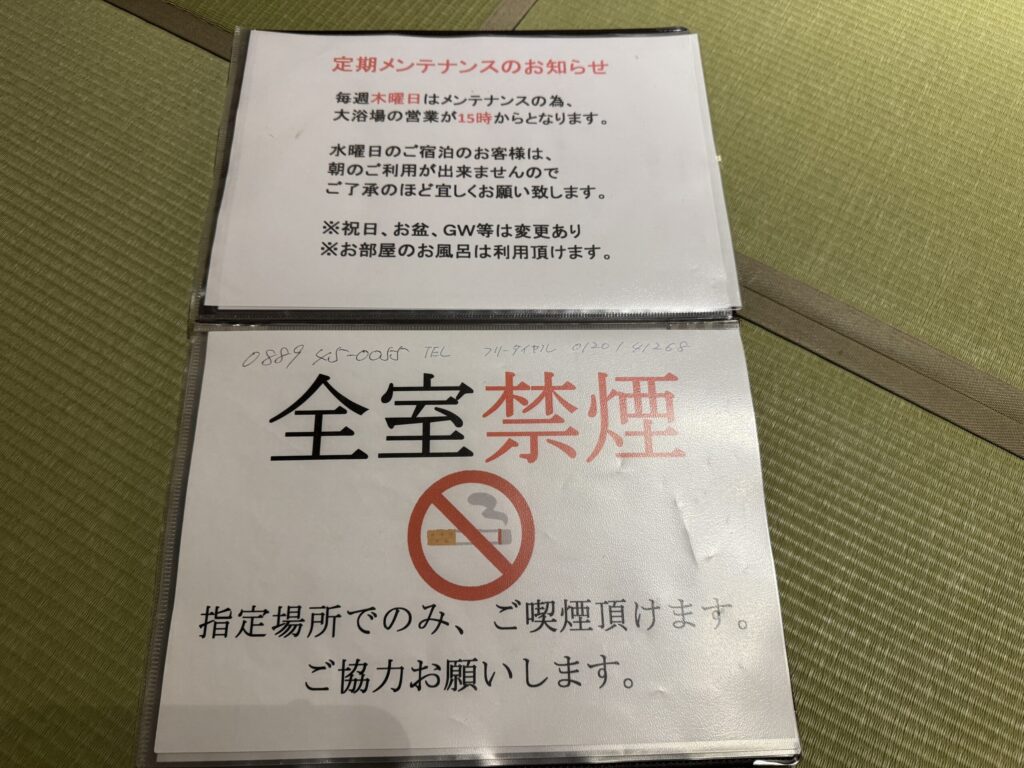 定期メンテナンスのお知らせ
毎週木曜日はメンテナンスの為、
大浴場の営業が15時からとなります。
水曜日のご宿泊のお客様は、
朝のご利用が出来ませんので
ご了承のほど宜しくお願い致します。
※祝日、お盆、GW等は変更あり
※お部屋のお風呂は利用頂けます。
0889 45-0055 TEL フリーダイヤル 0120141268
全室禁煙
指定場所でのみ、ご喫煙頂けます。
ご協力お願いします。